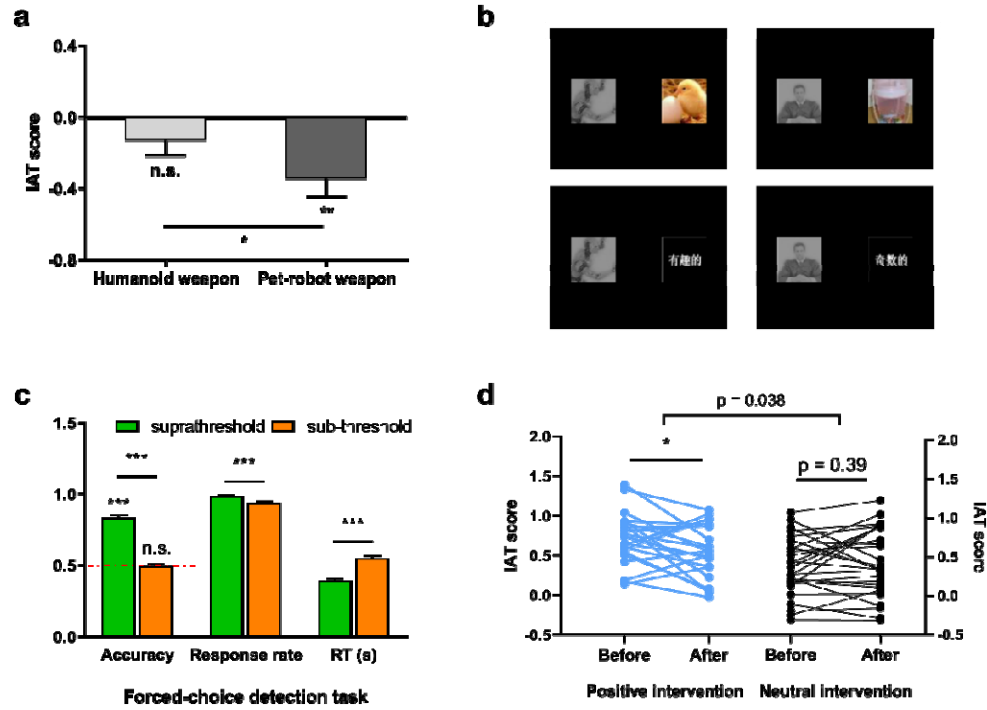 a
0.4
0.0
-0.4
-0.8
IAT score
n.s.
**
*
Humanoid weapon
Pet-robot weapon
b
有趣的
奇数的
c
1.5
1.0
0.5
0.0
suprathreshold
sub-threshold
***
***
n.s.
***
***
Accuracy
Response rate
RT (s)
Forced-choice detection task
d
p = 0.038
*
p = 0.39
2.0
1.5
1.0
0.5
0.0
-0.5
IAT score
2.0
1.5
1.0
0.5
0.0
-0.5
IAT score
Before
After
Before
After
Positive Intervention
Neutral intervention